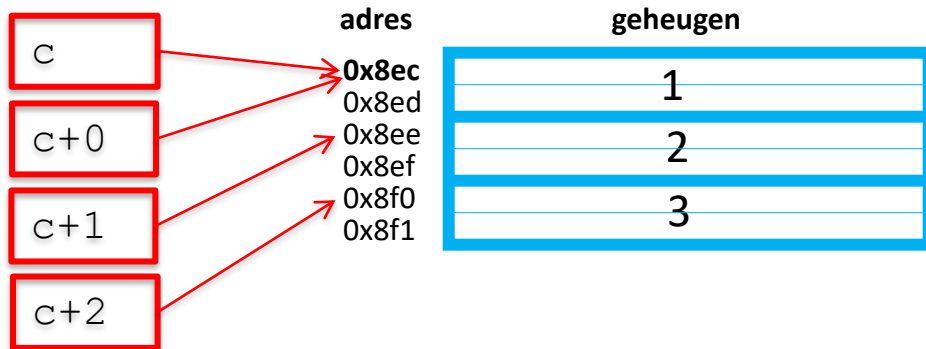 adres geheugen
c
c+0
c+1
c+2
0x8ec
0x8ed
0x8ee
0x8ef
0x8f0
0x8f1
1
2
3